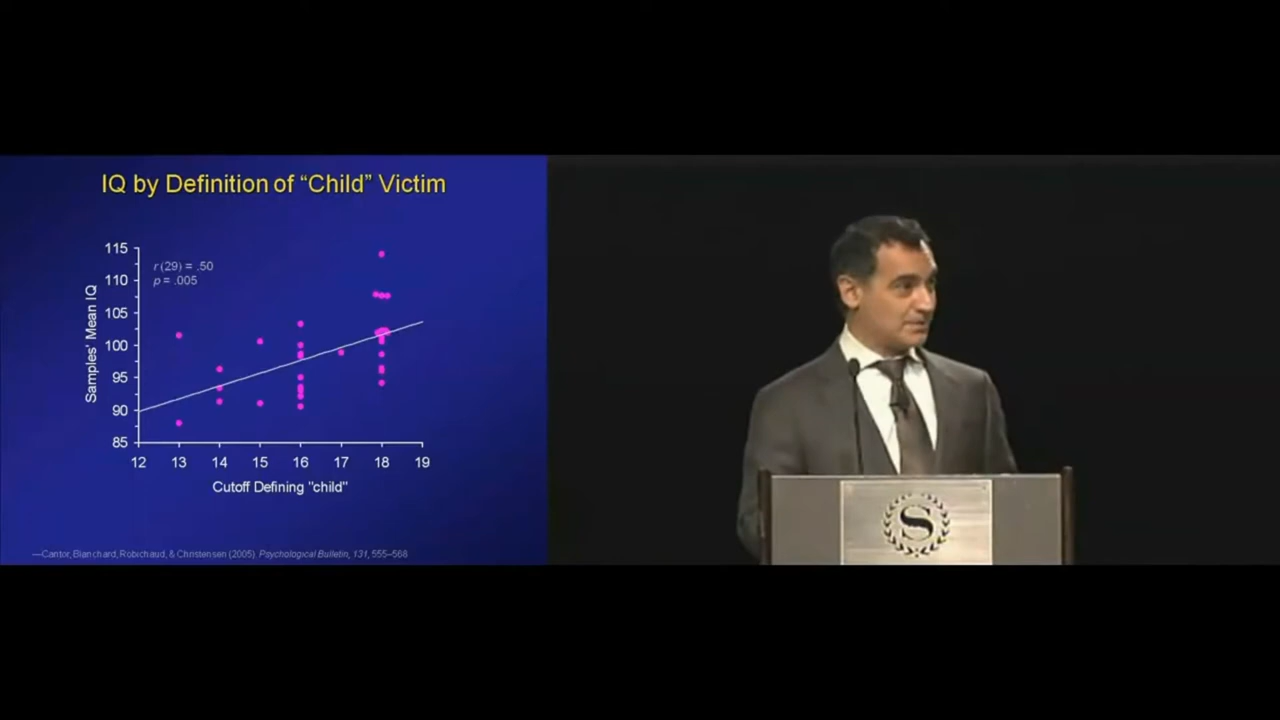 IQ by Definition of “Child” Victim
115
r (29) = .50
110
p = .005
105
100
95
90
85
Samples' Mean IQ
12 13 14 15 16 17 18 19
Cutoff Defining "child"
—Cantor, Blanchard, Robichaud, & Christensen (2005) Psychological Bulletin, 131, 555–568
S